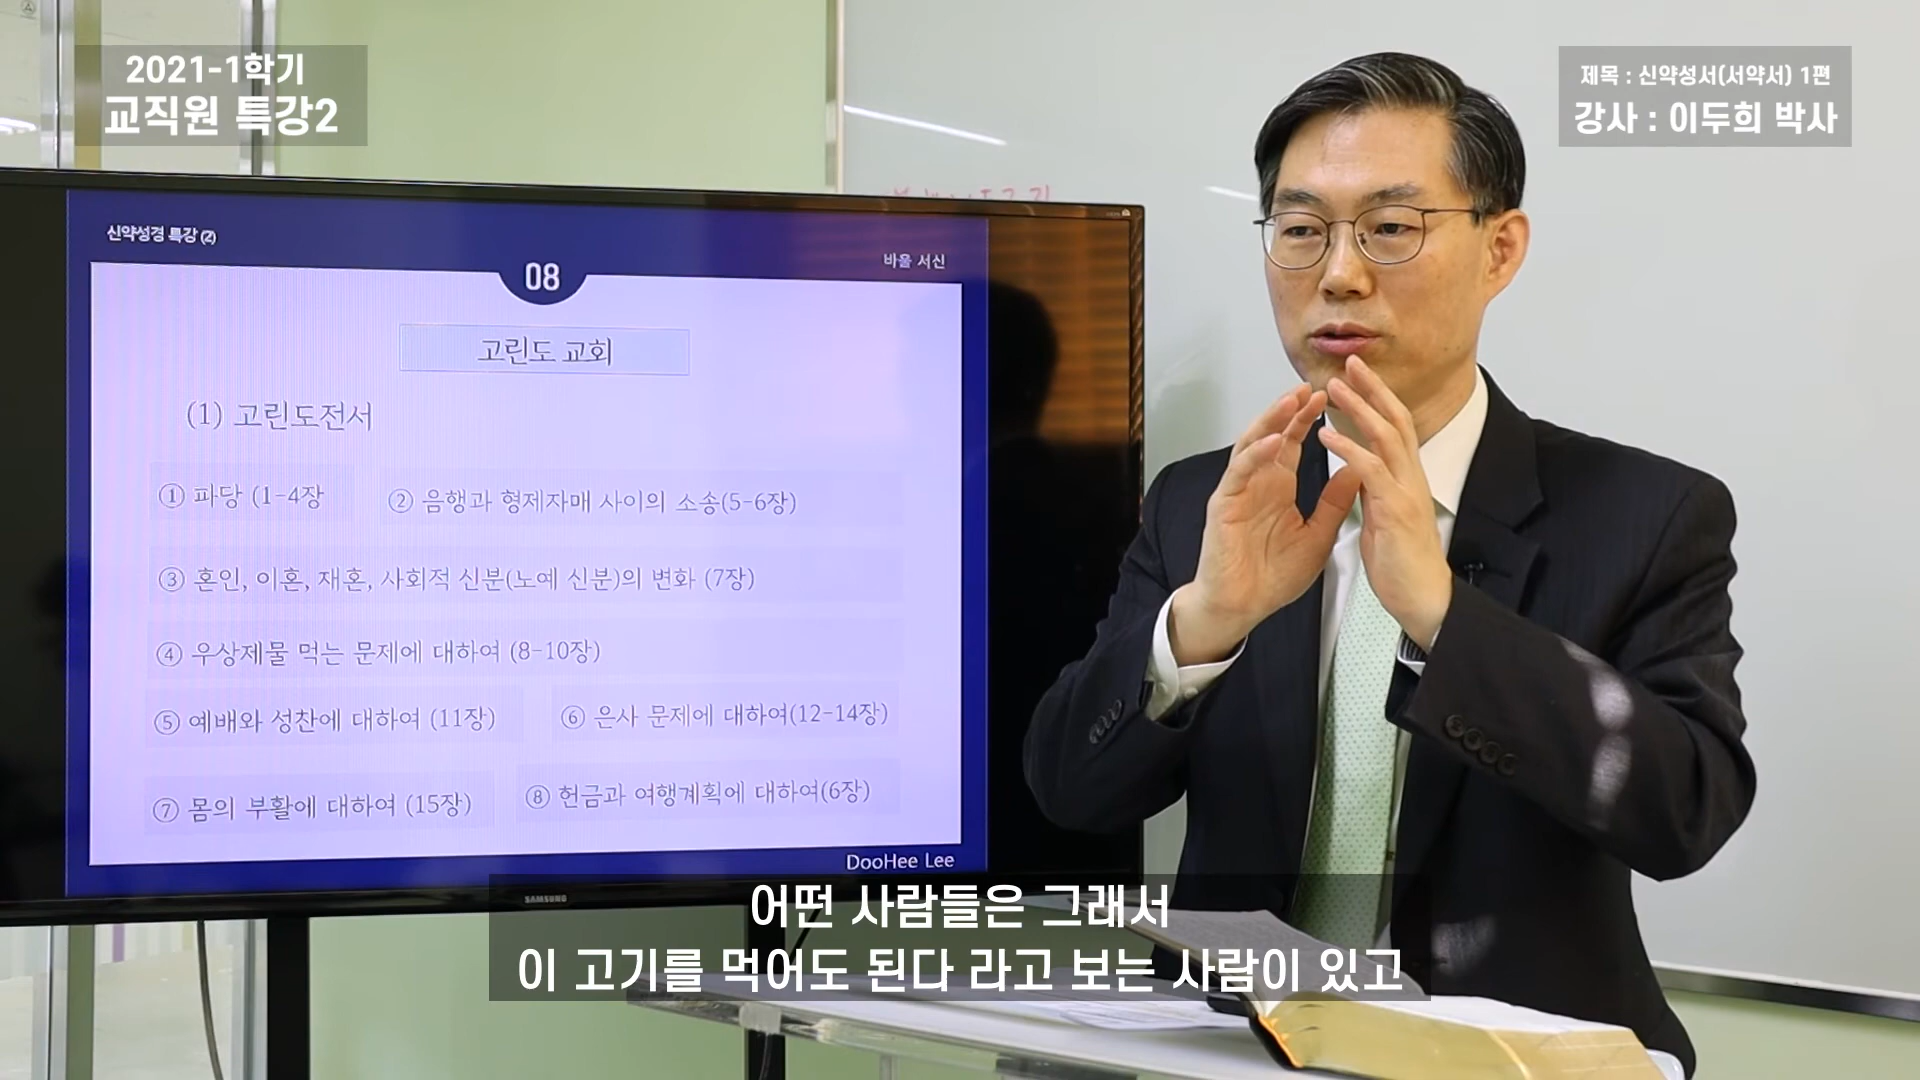 2021-1학기
교직원 특강2
제목 : 신약성서(서약서) 1편
강사 : 이두희 박사
신약성경 특강 (2)
08
바울 서신
고린도 교회
(1) 고린도전서
① 파당 (1-4장
② 음행과 형제자매 사이의 소송(5-6장)
③ 혼인, 이혼, 재혼, 사회적 신분(노예 신분)의 변화 (7장)
④ 우상제물 먹는 문제에 대하여 (8-10장)
⑤ 예배와 성찬에 대하여 (11장)
⑥ 은사 문제에 대하여(12-14장)
⑦ 몸의 부활에 대하여 (15장)
⑧ 헌금과 여행계획에 대하여(6장)
DooHee Lee
SAMSUNG
어떤 사람들은 그래서
이 고기를 먹어도 된다 라고 보는 사람이 있고